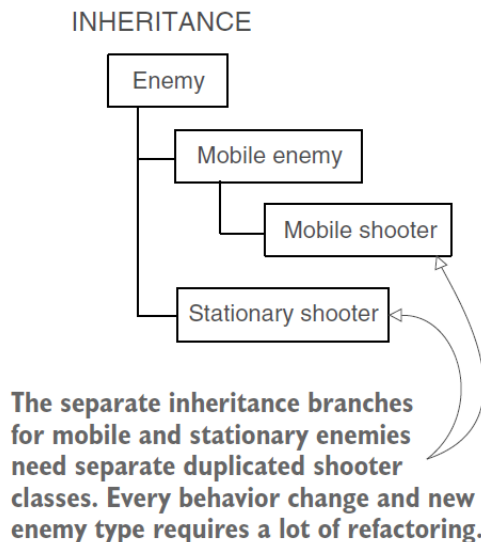 INHERITANCE
Enemy
Mobile enemy
Mobile shooter
Stationary shooter
The separate inheritance branches
for mobile and stationary enemies
need separate duplicated shooter
classes. Every behavior change and new
enemy type requires a lot of refactoring.